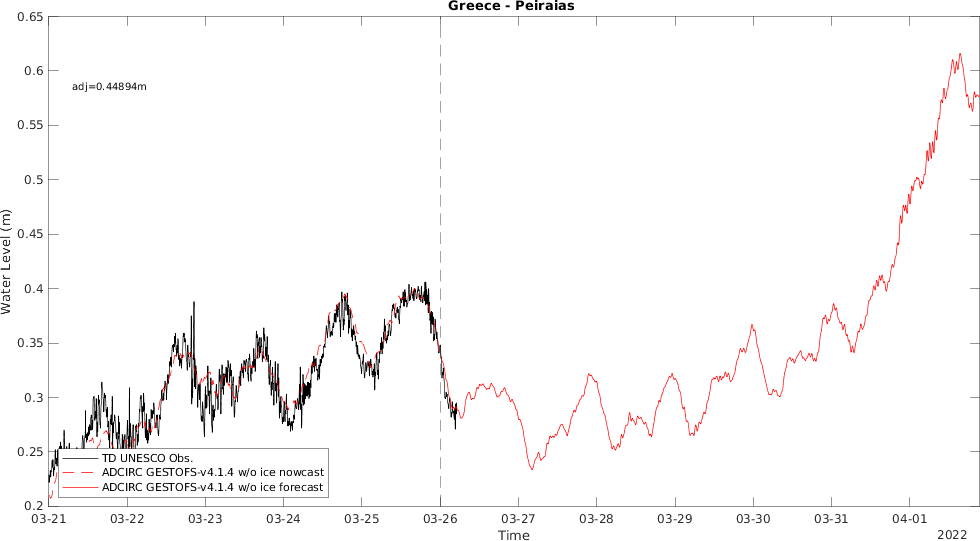 Greece - Peiraias
0.65
0.6
0.55
0.5
0.45
0.4
0.35
0.3
0.25
0.2
Water Level (m)
adj=0.44894m
TD UNESCO Obs.
ADCIRC GESTOFS-v4.1.4 w/o ice nowcast
ADCIRC GESTOFS-v4.1.4 w/o ice forecast
03-21 03-22 03-23 03-24 03-25 03-26 03-27 03-28 03-29 03-30 03-31 04-01
Time
2022